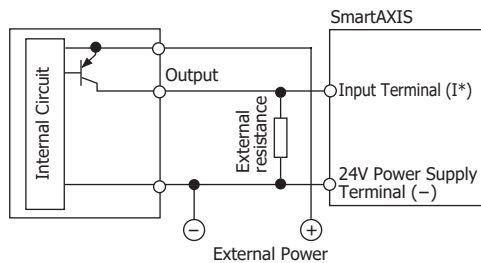 SmartAXIS
Internal Circuit
Output
External
resistance
Input Terminal (I*)
24V Power Supply
Terminal (−)
−
+
External Power